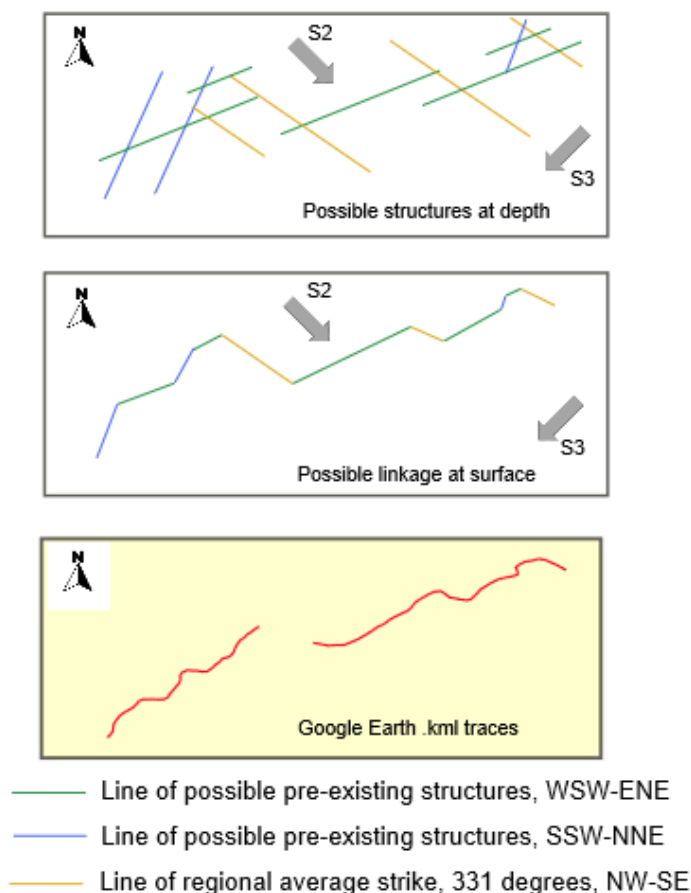 N
S2
S3
Possible structures at depth
N
S2
S3
Possible linkage at surface
N
Google Earth .kml traces
Line of possible pre-existing structures, WSW-ENE
Line of possible pre-existing structures, SSW-NNE
Line of regional average strike, 331 degrees, NW-SE